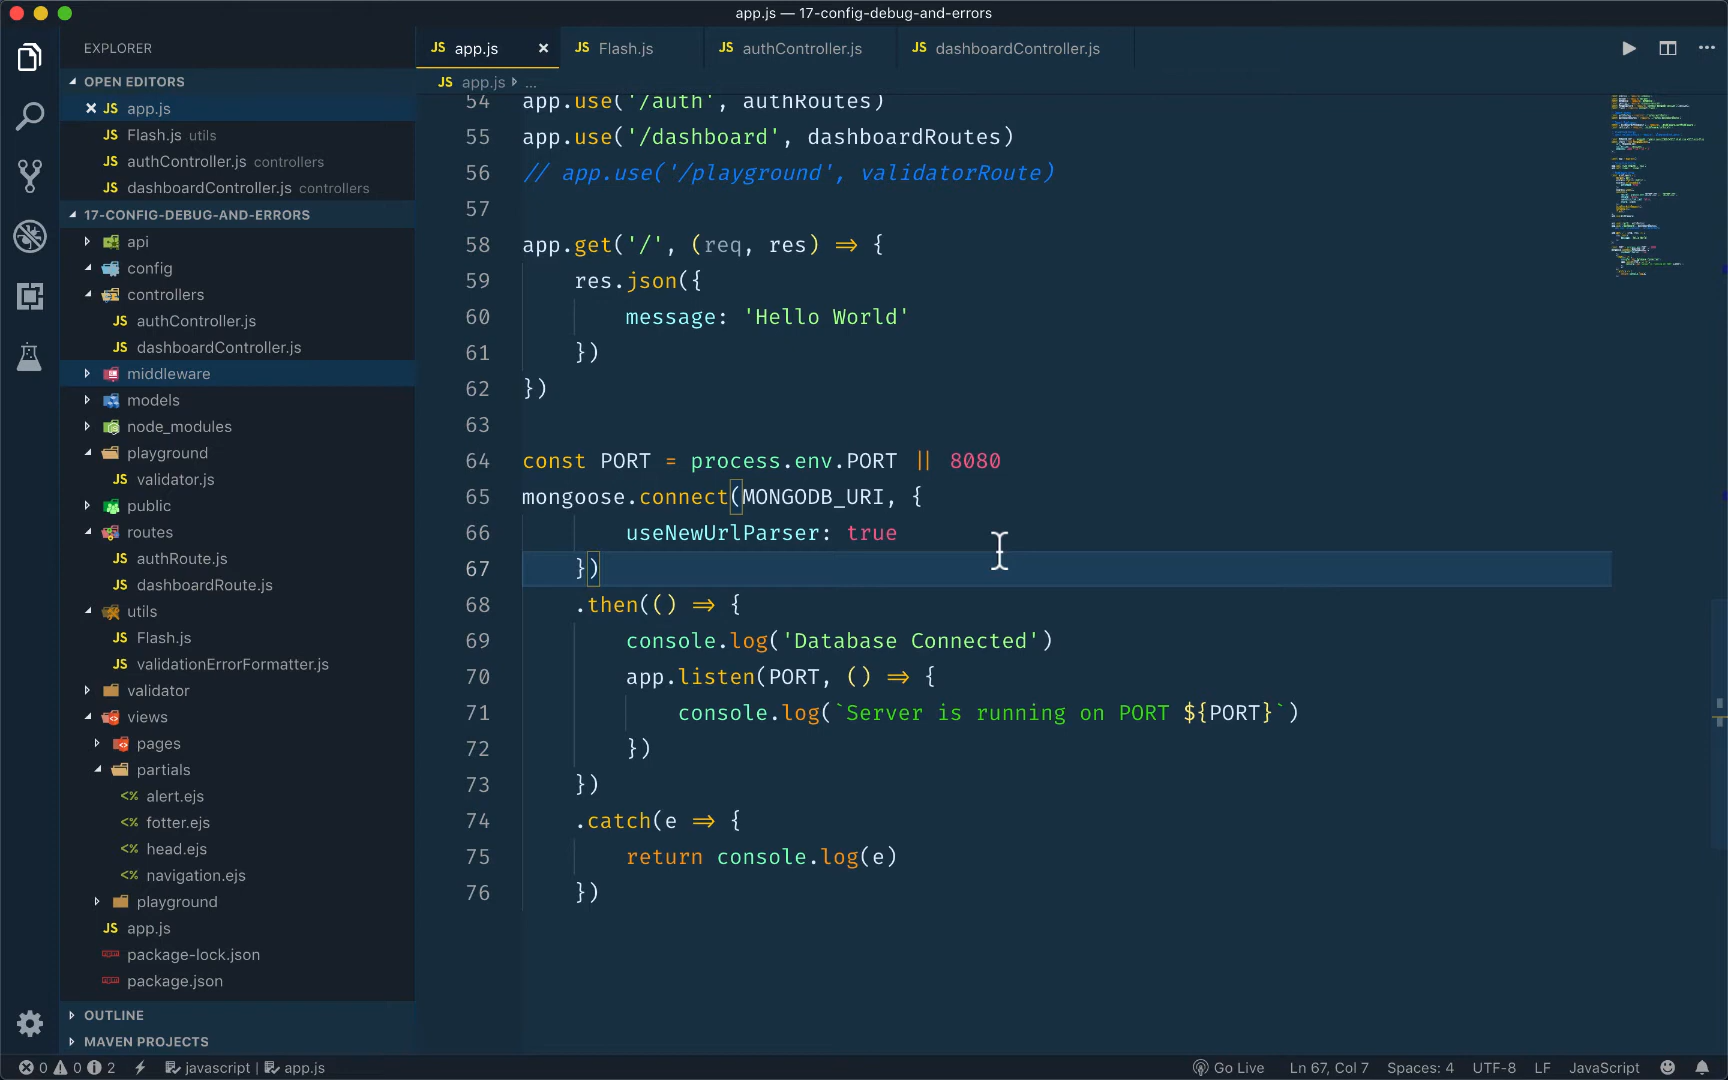 app.js — 17-config-debug-and-errors
EXPLORER
OPEN EDITORS
JS app.js
JS Flash.js utils
JS authController.js controllers
JS dashboardController.js controllers
17-CONFIG-DEBUG-AND-ERRORS
api
config
controllers
JS authController.js
JS dashboardController.js
middleware
models
node_modules
playground
JS validator.js
public
routes
JS authRoute.js
JS dashboardRoute.js
utils
JS Flash.js
JS validationErrorFormatter.js
validator
views
pages
partials
<> alert.ejs
<> fotter.ejs
<> head.ejs
<> navigation.ejs
playground
JS app.js
package-lock.json
package.json
OUTLINE
MAVEN PROJECTS
JS app.js JS Flash.js JS authController.js JS dashboardController.js
JS app.js ...
54 app.use('/auth', authRoutes)
55 app.use('/dashboard', dashboardRoutes)
56 // app.use('/playground', validatorRoute)
57
58 app.get('/', (req, res) => {
59 res.json({
60 message: 'Hello World'
61 })
62 })
63
64 const PORT = process.env.PORT || 8080
65 mongoose.connect(MONGODB_URI, {
66 useNewUrlParser: true
67 })
68 .then(() => {
69 console.log('Database Connected')
70 app.listen(PORT, () => {
71 console.log(`Server is running on PORT ${PORT}`)
72 })
73 })
74 .catch(e => {
75 return console.log(e)
76 })
0 0 2 javascript | app.js Go Live Ln 67, Col 7 Spaces: 4 UTF-8 LF JavaScript